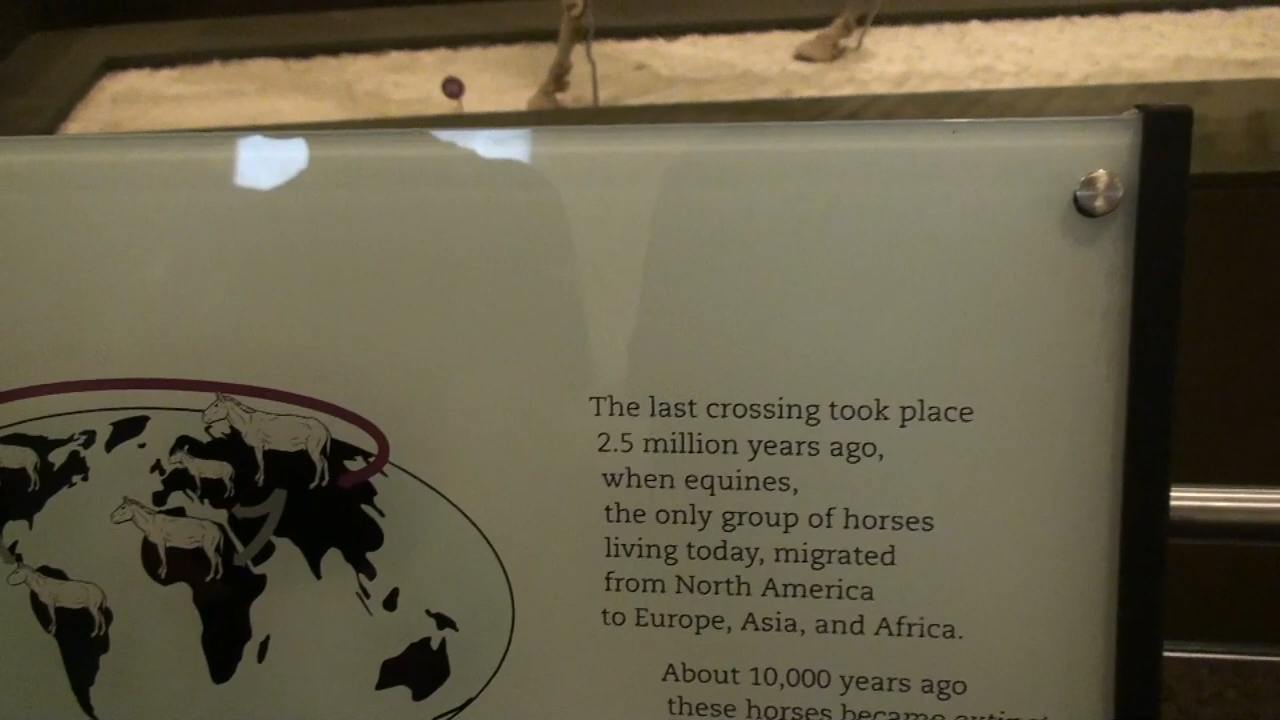 The last crossing took place
2.5 million years ago,
when equines,
the only group of horses
living today, migrated
from North America
to Europe, Asia, and Africa.
About 10,000 years ago
these horses became extinct